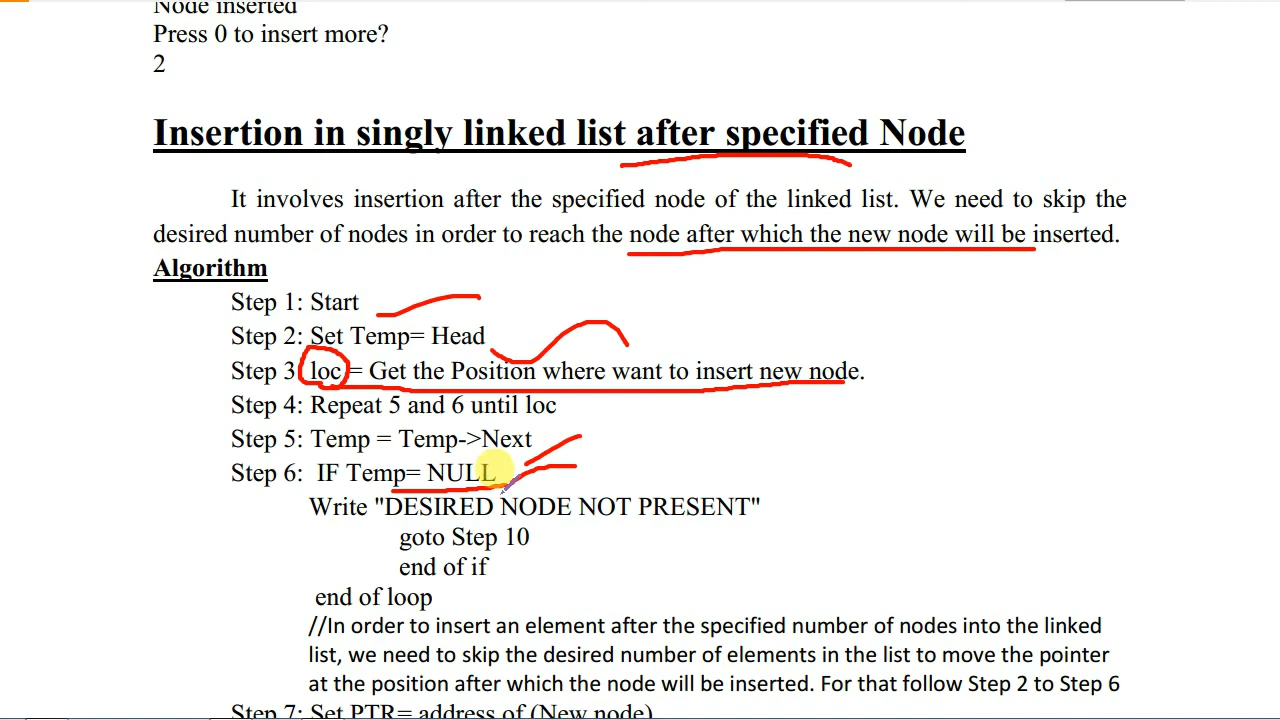 Node inserted
Press 0 to insert more?
2
Insertion in singly linked list after specified Node
It involves insertion after the specified node of the linked list. We need to skip the
desired number of nodes in order to reach the node after which the new node will be inserted.
Algorithm
Step 1: Start
Step 2: Set Temp= Head
Step 3 loc = Get the Position where want to insert new node.
Step 4: Repeat 5 and 6 until loc
Step 5: Temp = Temp->Next
Step 6: IF Temp= NULL
Write "DESIRED NODE NOT PRESENT"
goto Step 10
end of if
end of loop
//In order to insert an element after the specified number of nodes into the linked
list, we need to skip the desired number of elements in the list to move the pointer
at the position after which the node will be inserted. For that follow Step 2 to Step 6
Step 7: Set PTR= address of (New node)